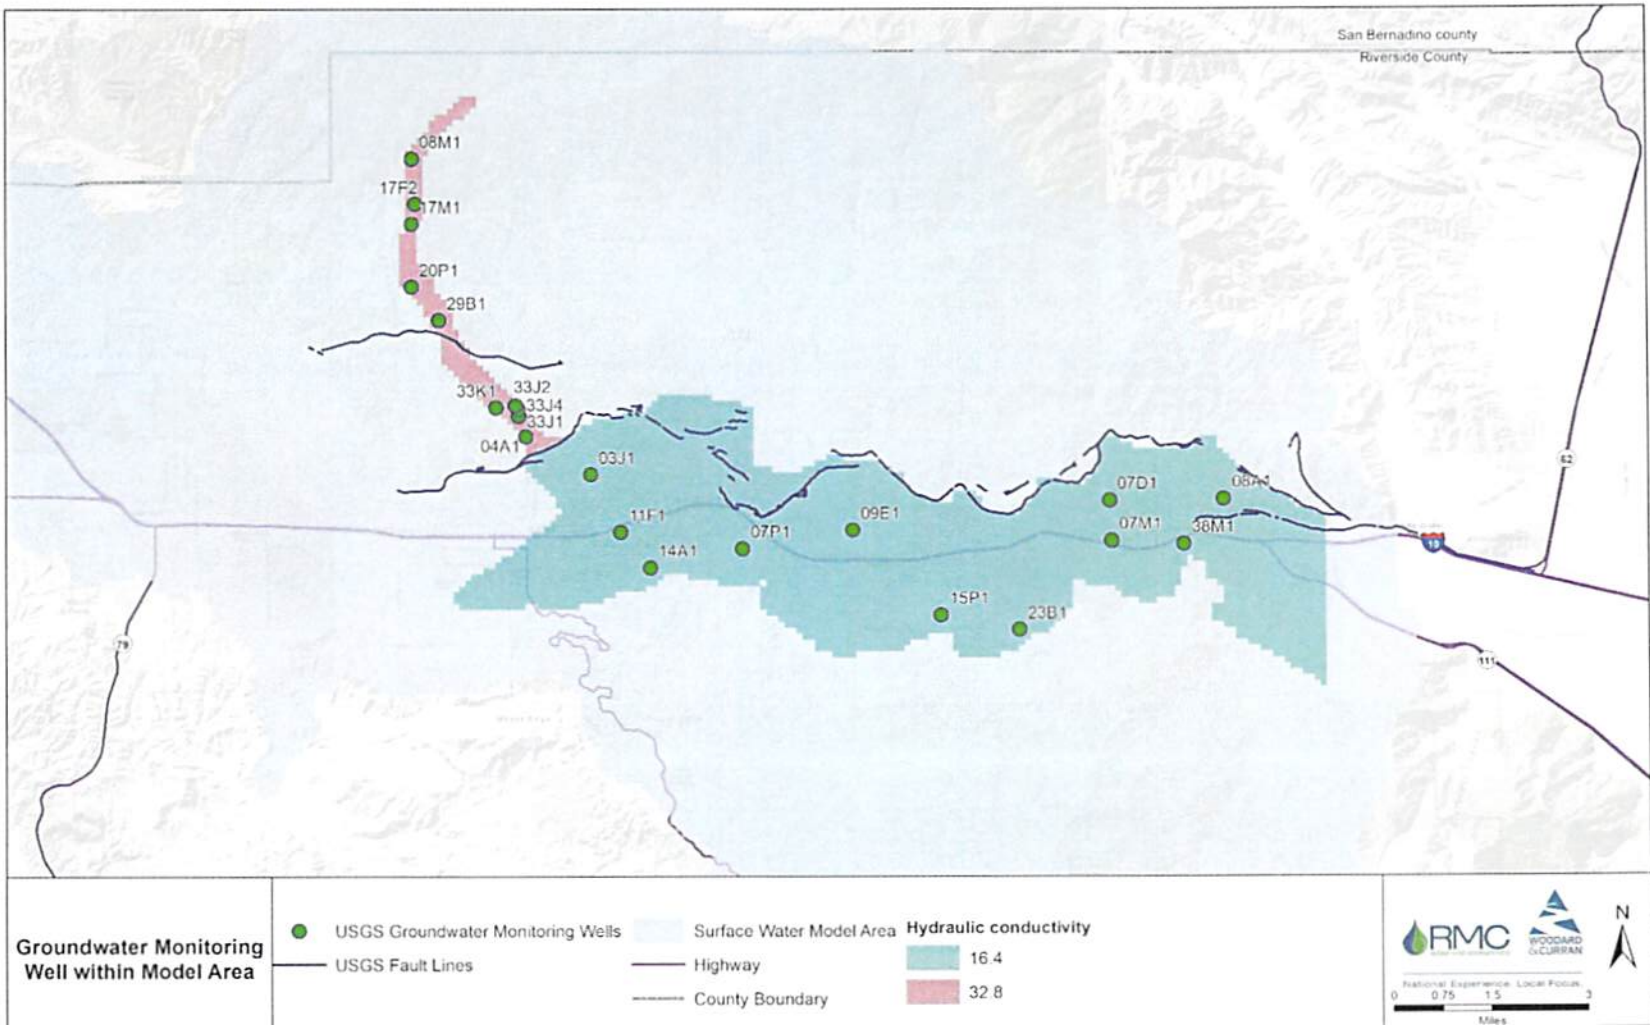 San Bernadino county
Riverside County
08M1
17F2
17M1
20P1
29B1
33K1
33J2
33J4
33J1
04A1
03J1
11F1
14A1
07P1
09E1
07D1
08A1
07M1
38M1
15P1
23B1
62
10
79
111
Groundwater Monitoring
Well within Model Area
USGS Groundwater Monitoring Wells
USGS Fault Lines
Surface Water Model Area
Highway
County Boundary
Hydraulic conductivity
16.4
32.8
RMC
WOODARD
&CURRAN
National Experience. Local Focus.
N
0 0.75 1.5 3
Miles